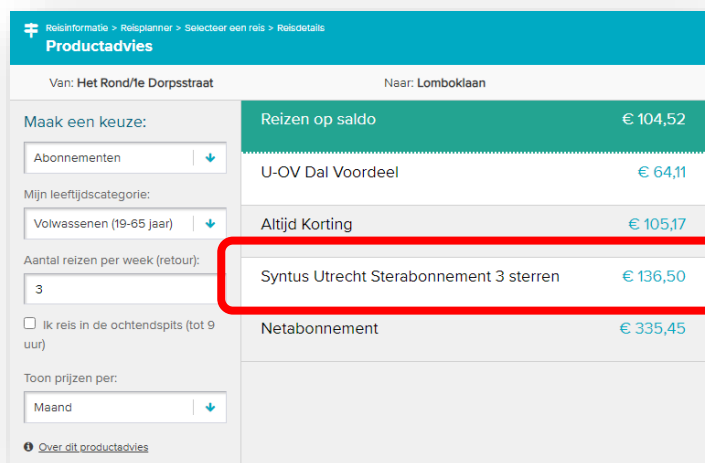 Reisinformatie > Reisplanner > Selecteer een reis > Reisdetails
Productadvies
Van: Het Rond/1e Dorpsstraat
Naar: Lomboklaan
Maak een keuze:
Abonnementen
Mijn leeftijdscategorie:
Volwassenen (19-65 jaar)
Aantal reizen per week (retour):
3
Ik reis in de ochtendspits (tot 9
uur)
Toon prijzen per:
Maand
Over dit productadvies
Reizen op saldo € 104,52
U-OV Dal Voordeel € 64,11
Altijd Korting € 105,17
Syntus Utrecht Sterabonnement 3 sterren € 136,50
Netabonnement € 335,45